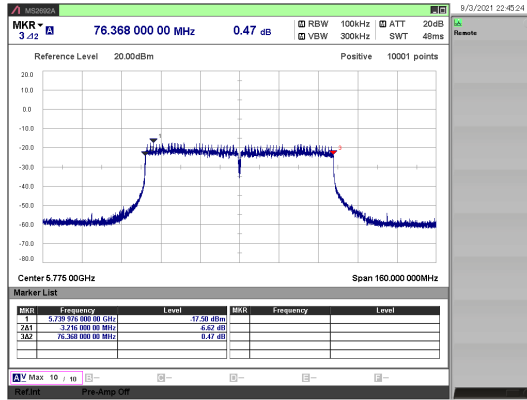 MS2692A
9/3/2021 22:45:24
MKR
3 Δ2
A
76.368 000 00 MHz
0.47 dB
RBW 100kHz
ATT 20dB
VBW 300kHz
SWT 48ms
Remote
Reference Level 20.00dBm
Positive 10001 points
20.0
10.0
0.0
-10.0
-20.0
-30.0
-40.0
-50.0
-60.0
-70.0
-80.0
1
3
Center 5.775 00GHz
Span 160.000 000MHz
Marker List
MKR Frequency Level MKR Frequency Level
1 5.739 976 000 00 GHz -17.50 dBm
2Δ1 -3.216 000 00 MHz -6.62 dB
3Δ2 76.368 000 00 MHz 0.47 dB
A V Max 10 / 10 B— C— D— E— F—
Ref.Int Pre-Amp Off